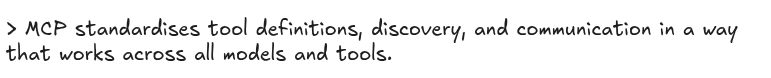 > MCP standardises tool definitions, discovery, and communication in a way
that works across all models and tools.